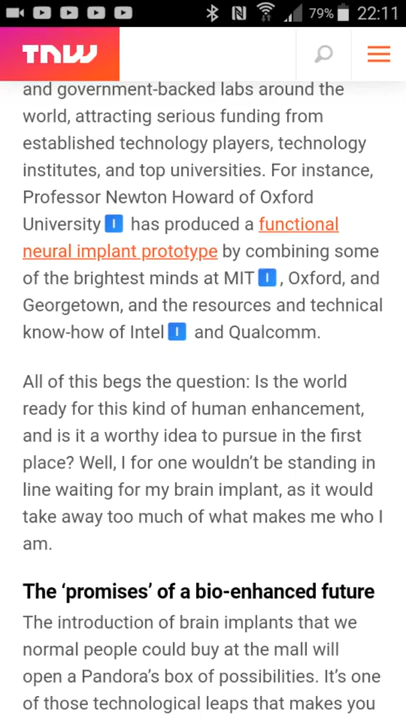 79% 22:11
TNW
and government-backed labs around the
world, attracting serious funding from
established technology players, technology
institutes, and top universities. For instance,
Professor Newton Howard of Oxford
University I has produced a functional
neural implant prototype by combining some
of the brightest minds at MIT I , Oxford, and
Georgetown, and the resources and technical
know-how of Intel I and Qualcomm.
All of this begs the question: Is the world
ready for this kind of human enhancement,
and is it a worthy idea to pursue in the first
place? Well, I for one wouldn’t be standing in
line waiting for my brain implant, as it would
take away too much of what makes me who I
am.
The ‘promises’ of a bio-enhanced future
The introduction of brain implants that we
normal people could buy at the mall will
open a Pandora’s box of possibilities. It’s one
of those technological leaps that makes you